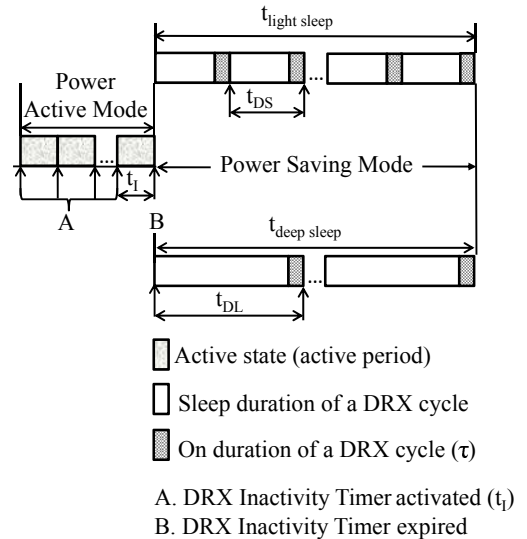 t_light sleep
Power
Active Mode
...
t_DS
...
t_I
Power Saving Mode
A
B
t_deep sleep
...
t_DL
Active state (active period)
Sleep duration of a DRX cycle
On duration of a DRX cycle (τ)
A. DRX Inactivity Timer activated (t_I)
B. DRX Inactivity Timer expired